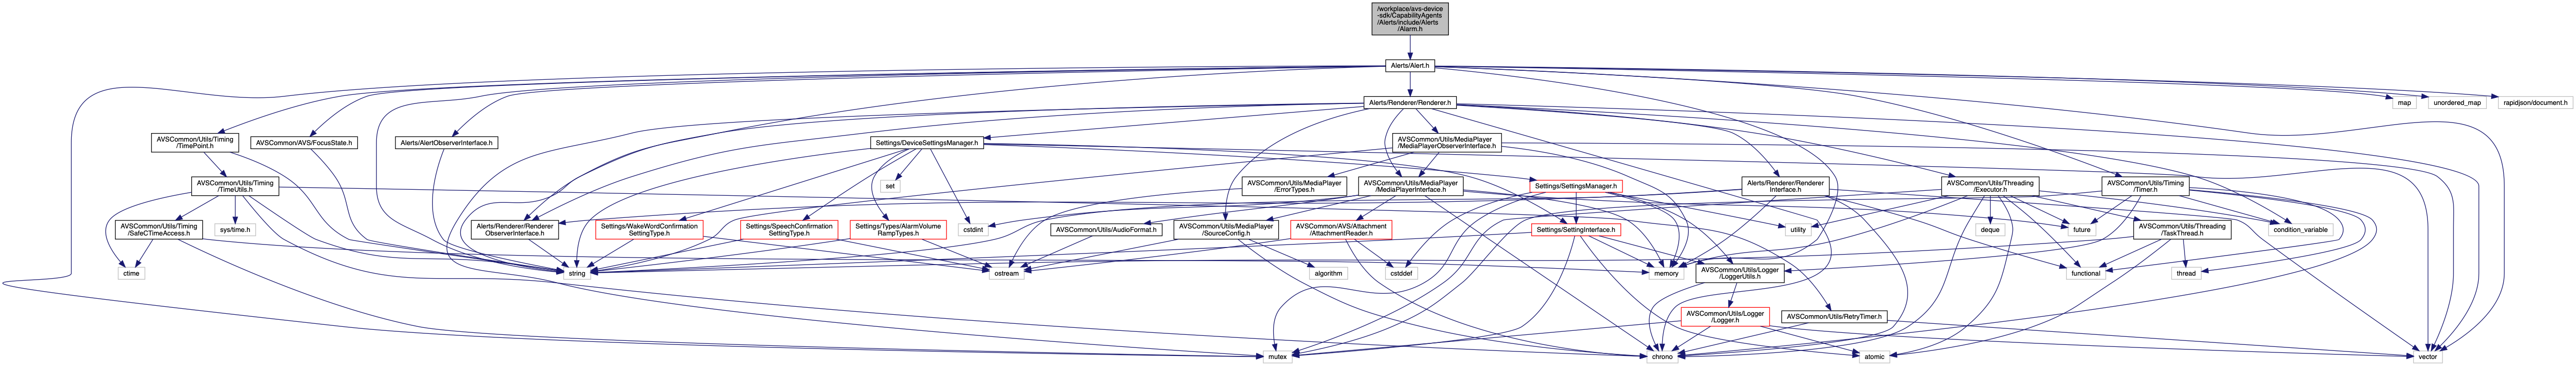 /workplace/avs-device
-sdk/CapabilityAgents
/Alerts/include/Alerts
/Alarm.h
Alerts/Alert.h
Alerts/Renderer/Renderer.h
map
unordered_map
rapidjson/document.h
AVSCommon/Utils/Timing
/TimePoint.h
AVSCommon/AVS/FocusState.h
Alerts/AlertObserverInterface.h
Settings/DeviceSettingsManager.h
AVSCommon/Utils/MediaPlayer
/MediaPlayerObserverInterface.h
AVSCommon/Utils/Timing
/TimeUtils.h
set
AVSCommon/Utils/MediaPlayer
/ErrorTypes.h
AVSCommon/Utils/MediaPlayer
/MediaPlayerInterface.h
Settings/SettingsManager.h
Alerts/Renderer/Renderer
Interface.h
AVSCommon/Utils/Threading
/Executor.h
AVSCommon/Utils/Timing
/Timer.h
AVSCommon/Utils/Timing
/SafeCTimeAccess.h
sys/time.h
Alerts/Renderer/Renderer
ObserverInterface.h
Settings/WakeWordConfirmation
SettingType.h
Settings/SpeechConfirmation
SettingType.h
Settings/Types/AlarmVolume
RampTypes.h
cstdint
AVSCommon/Utils/AudioFormat.h
AVSCommon/Utils/MediaPlayer
/SourceConfig.h
AVSCommon/AVS/Attachment
/AttachmentReader.h
Settings/SettingInterface.h
utility
deque
future
AVSCommon/Utils/Threading
/TaskThread.h
condition_variable
ctime
string
ostream
algorithm
cstddef
memory
AVSCommon/Utils/Logger
/LoggerUtils.h
functional
thread
AVSCommon/Utils/Logger
/Logger.h
AVSCommon/Utils/RetryTimer.h
mutex
chrono
atomic
vector